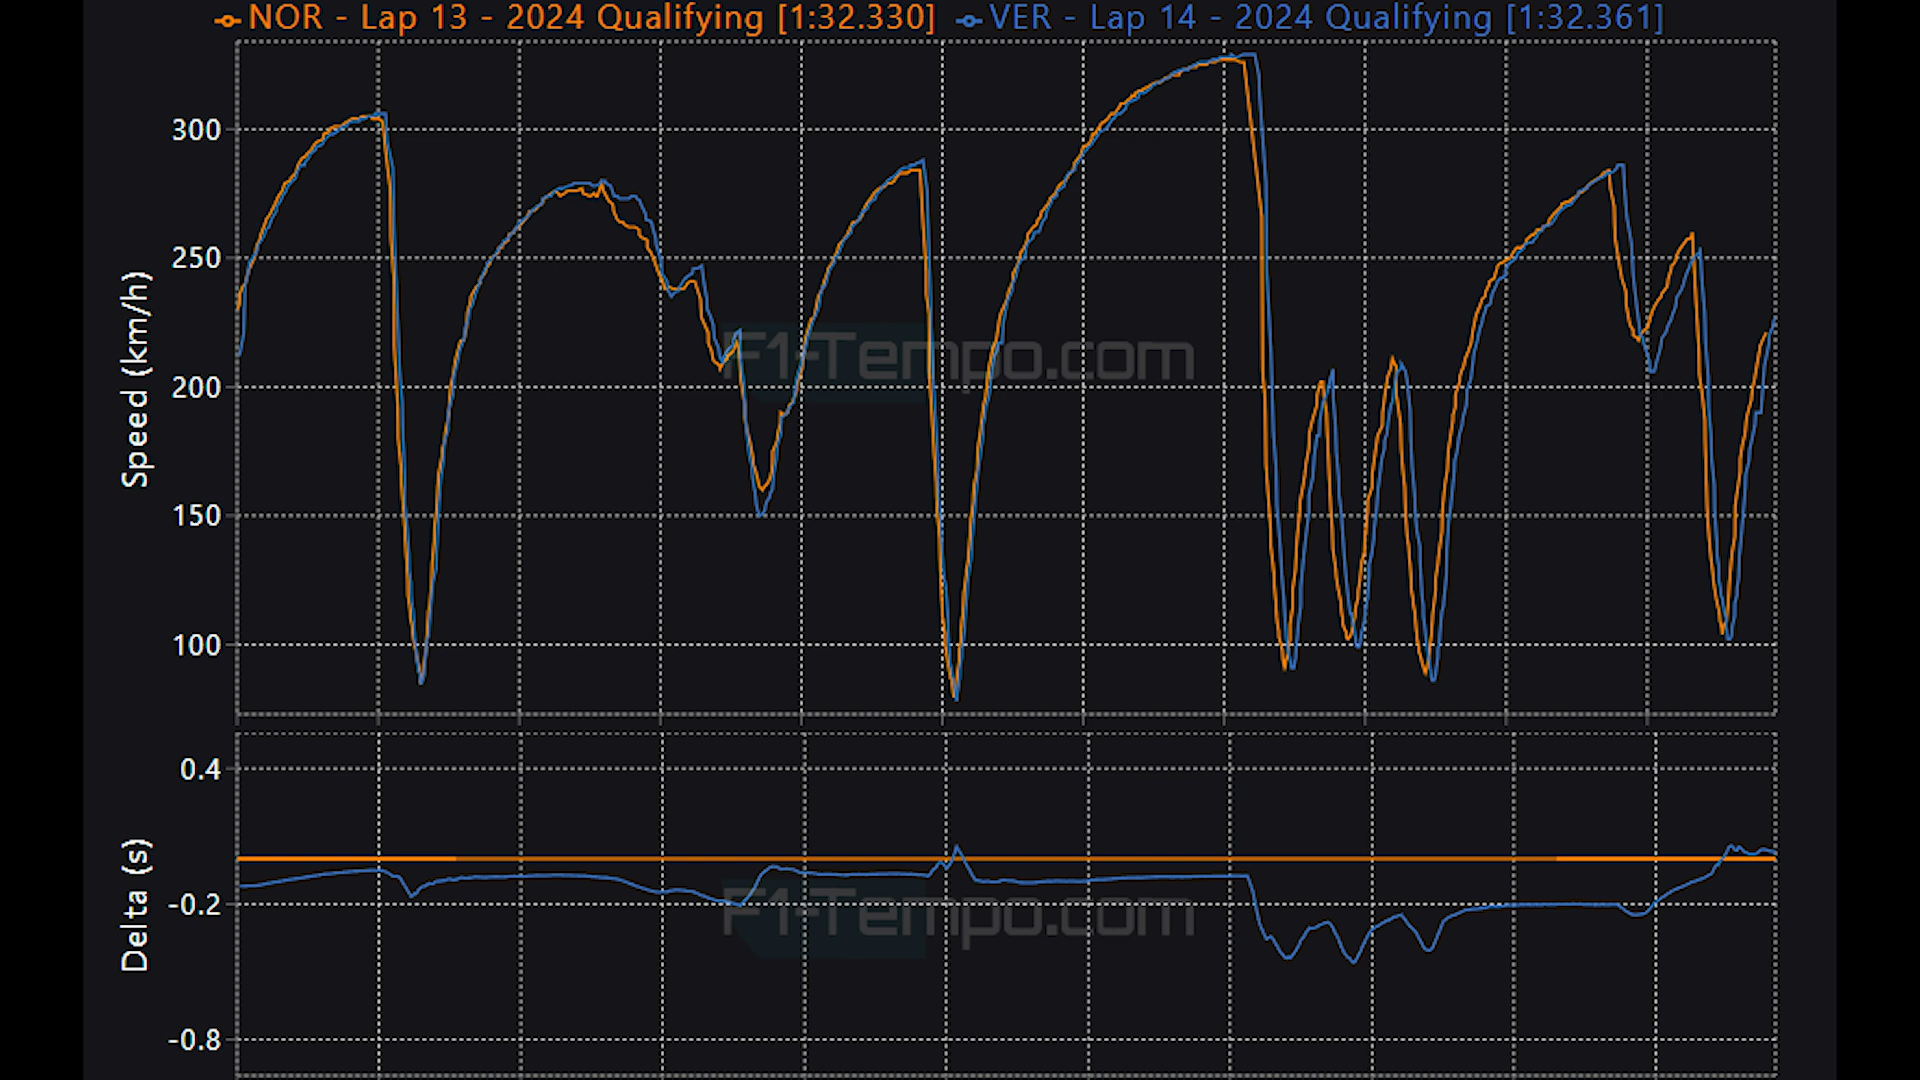 NOR - Lap 13 - 2024 Qualifying [1:32.330] VER - Lap 14 - 2024 Qualifying [1:32.361]
300
250
200
150
100
Speed (km/h)
F1-Tempo.com
0.4
-0.2
-0.8
Delta (s)
F1-Tempo.com